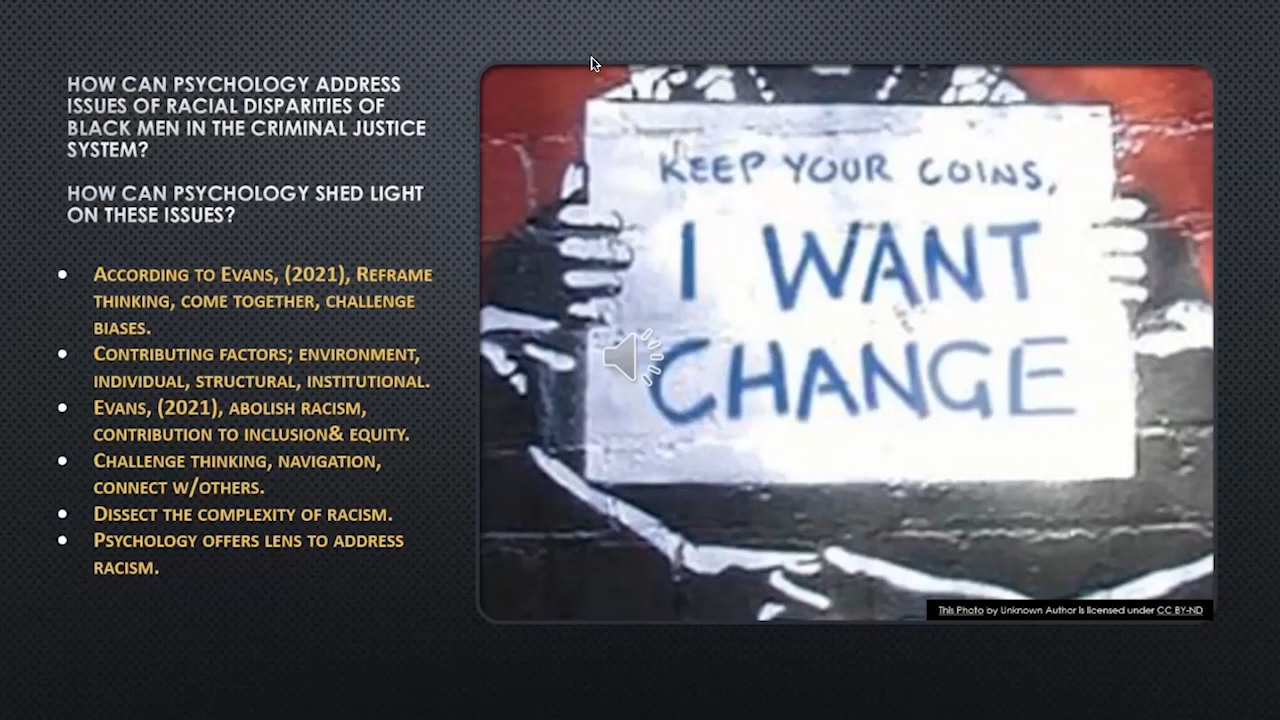 HOW CAN PSYCHOLOGY ADDRESS
ISSUES OF RACIAL DISPARITIES OF
BLACK MEN IN THE CRIMINAL JUSTICE
SYSTEM?
HOW CAN PSYCHOLOGY SHED LIGHT
ON THESE ISSUES?
• According to Evans, (2021), Reframe
thinking, come together, challenge
biases.
• Contributing factors; environment,
individual, structural, institutional.
• Evans, (2021), abolish racism,
contribution to inclusion& equity.
• Challenge thinking, navigation,
connect w/others.
• Dissect the complexity of racism.
• Psychology offers lens to address
racism.
KEEP YOUR COINS,
I WANT
CHANGE
This Photo by Unknown Author is licensed under CC BY-ND